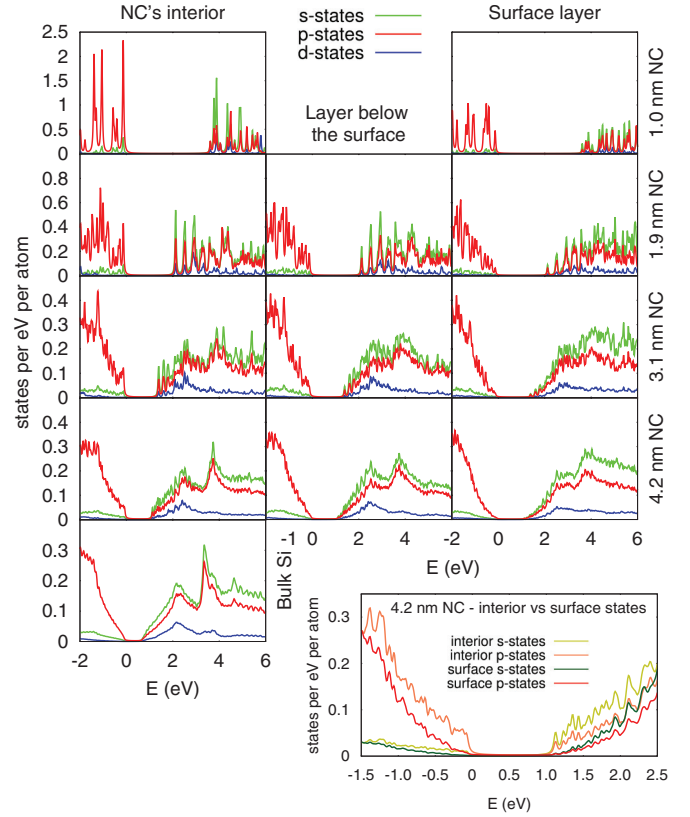 NC's interior
Surface layer
s-states
p-states
d-states
Layer below
the surface
states per eV per atom
2.5
2
1.5
1
0.5
0
1.0 nm NC
0.8
0.6
0.4
0.2
0
1.9 nm NC
0.4
0.3
0.2
0.1
0
3.1 nm NC
0.3
0.2
0.1
0
4.2 nm NC
-1 0 1 2 3 4 5
-2 0 2 4 6
E (eV)
E (eV)
0.3
0.2
0.1
0
Bulk Si
-2 0 2 4 6
E (eV)
4.2 nm NC - interior vs surface states
interior s-states
interior p-states
surface s-states
surface p-states
states per eV per atom
0.3
0.2
0.1
0
-1.5 -1.0 -0.5 0 0.5 1.0 1.5 2.0 2.5
E (eV)